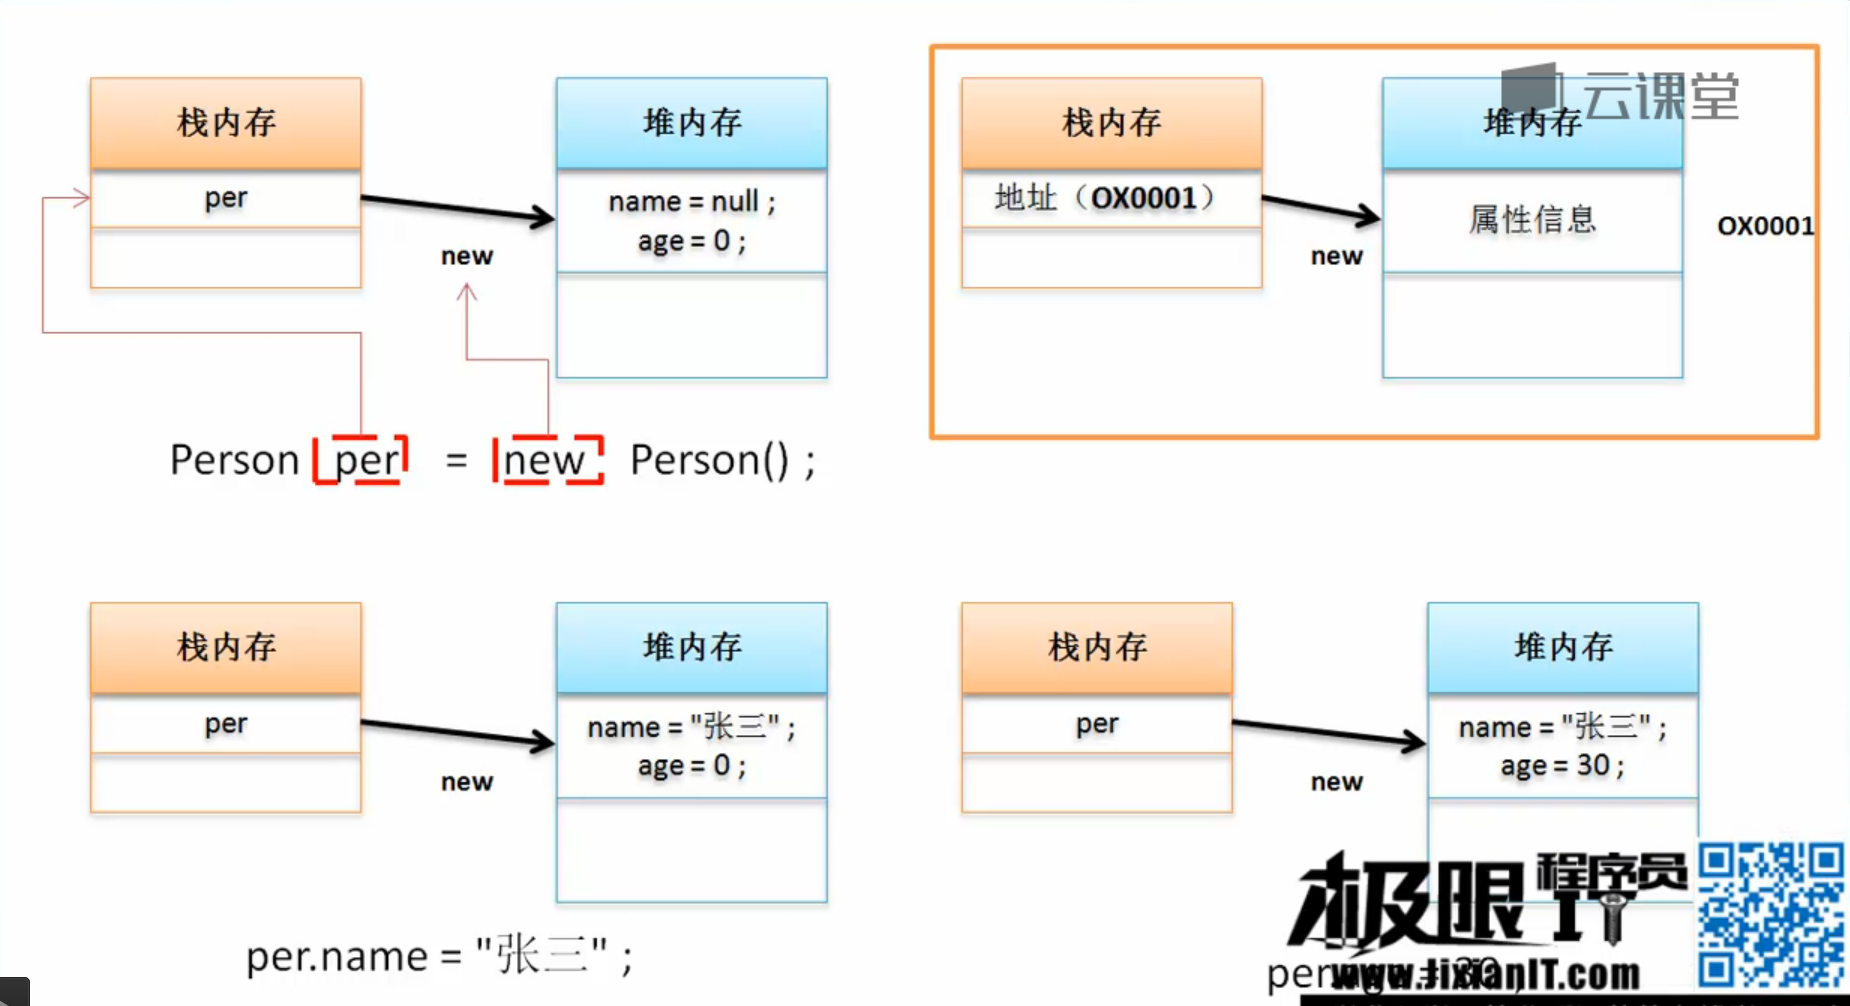 栈内存
堆内存
per
name = null ;
age = 0 ;
new
Person per = new Person() ;
云课堂
栈内存
堆内存
地址（OX0001）
属性信息
OX0001
new
栈内存
堆内存
per
name = "张三" ;
age = 0 ;
new
per.name = "张三" ;
栈内存
堆内存
per
name = "张三" ;
age = 30 ;
new
极限IT程序员
www.JixianIT.com
per.age = 30 ;